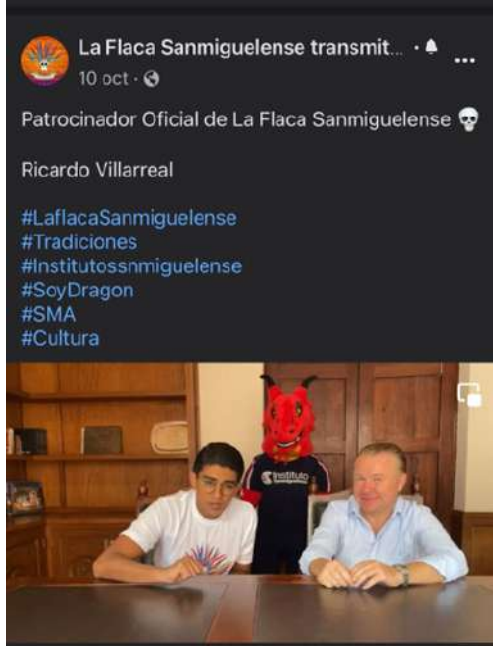 La Flaca Sanmiguelense transmit...
10 oct
Patrocinador Oficial de La Flaca Sanmiguelense
Ricardo Villarreal
#LaflacaSanmiguelense
#Tradiciones
#Institutossnmiguelense
#SoyDragon
#SMA
#Cultura
Instituto